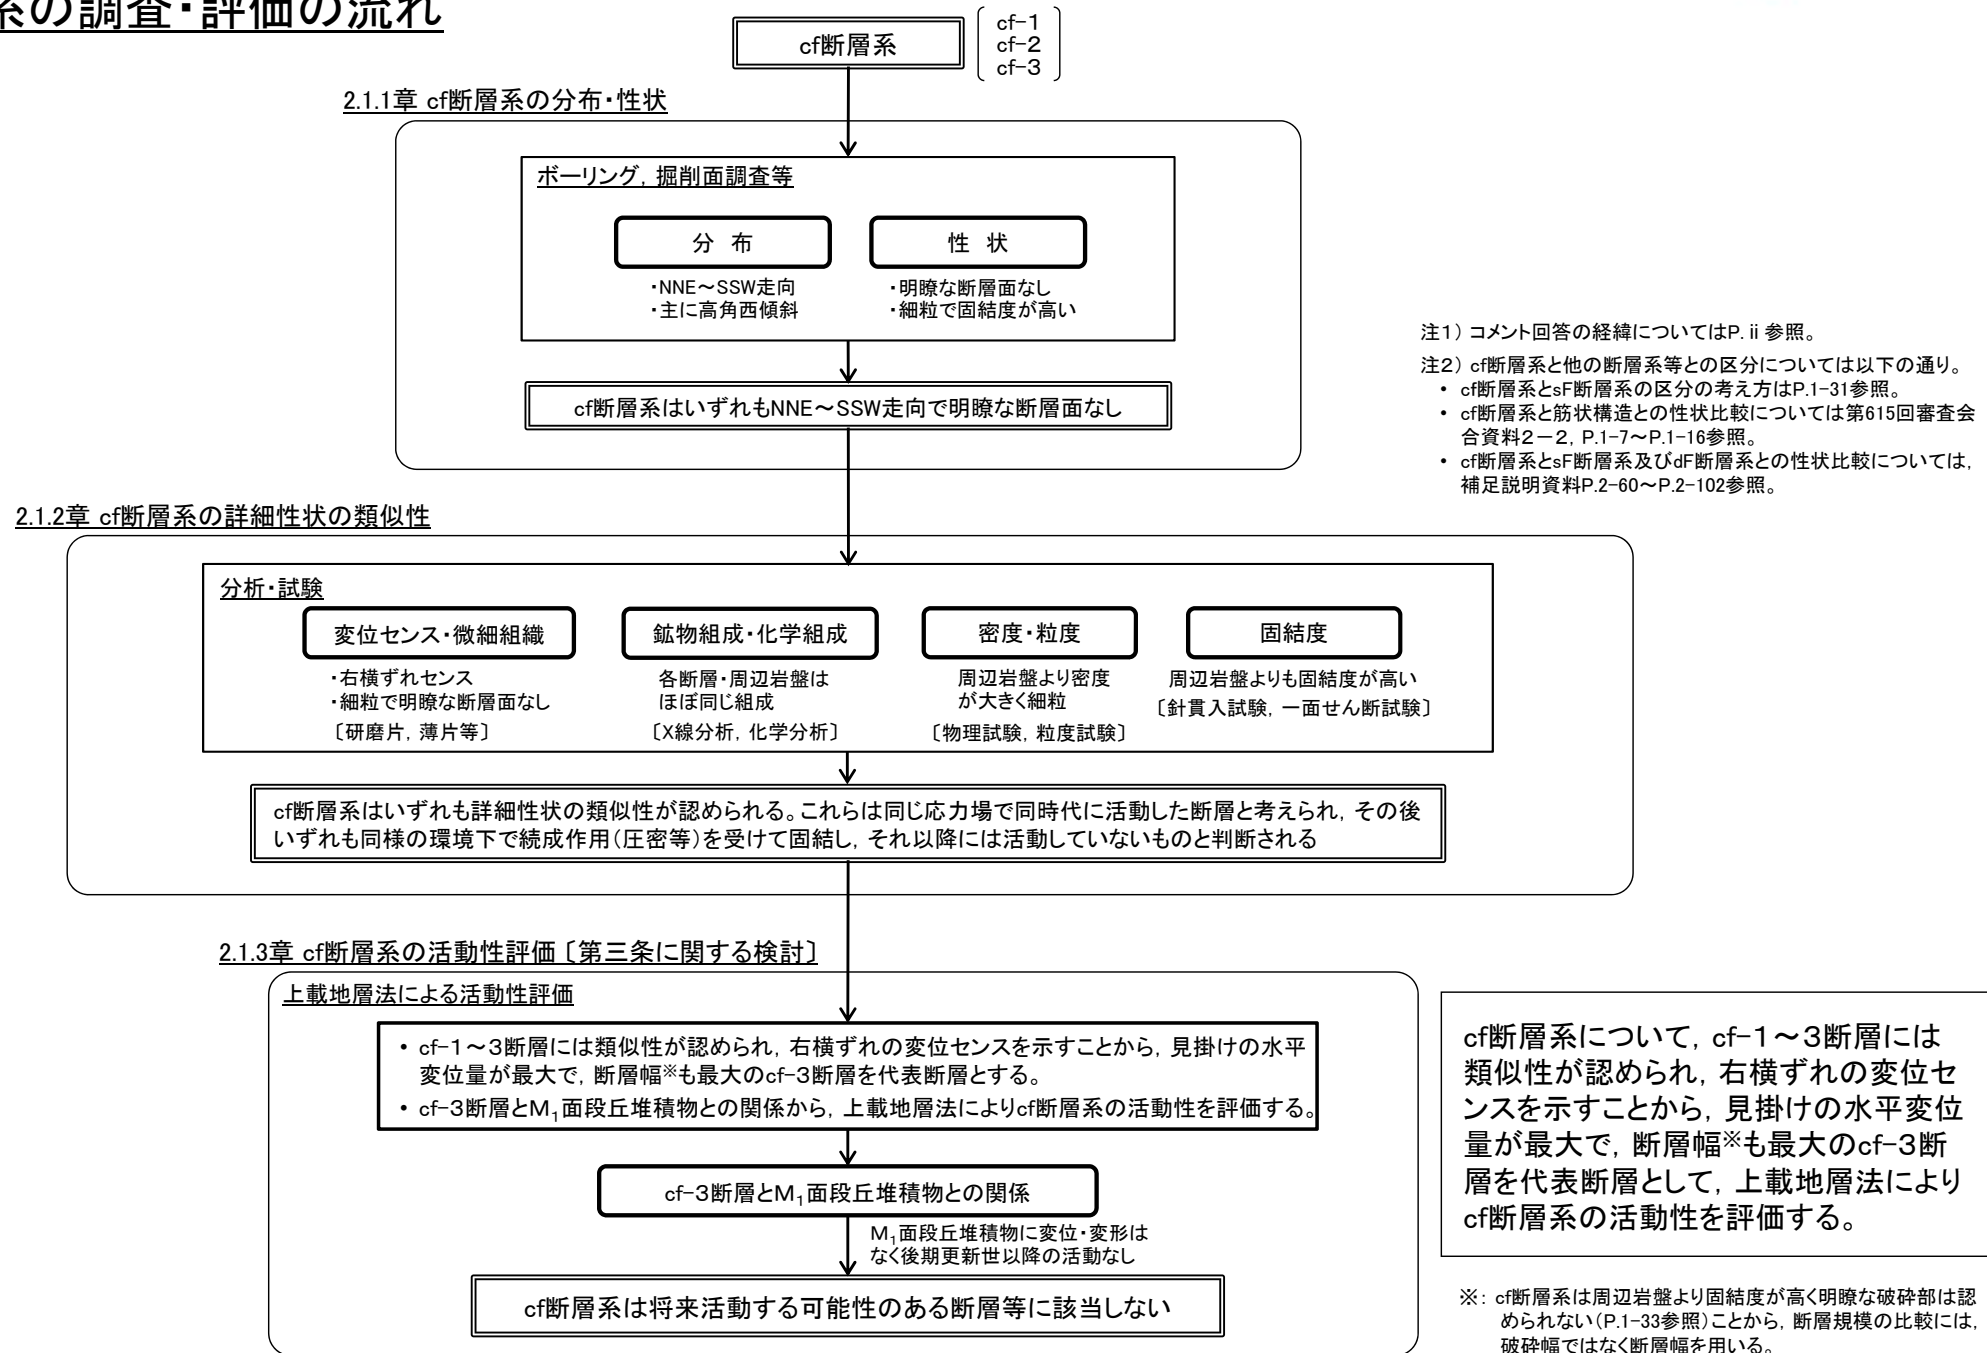 系の調査・評価の流れ
cf断層系
cf-1
cf-2
cf-3
2.1.1章 cf断層系の分布・性状
ボーリング, 掘削面調査等
分 布
性 状
・NNE～SSW走向
・主に高角西傾斜
・明瞭な断層面なし
・細粒で固結度が高い
cf断層系はいずれもNNE～SSW走向で明瞭な断層面なし
注1) コメント回答の経緯についてはP. ii 参照。
注2) cf断層系と他の断層系等との区分については以下の通り。
• cf断層系とsF断層系の区分の考え方はP.1-31参照。
• cf断層系と筋状構造との性状比較については第615回審査会
合資料2－2, P.1-7～P.1-16参照。
• cf断層系とsF断層系及びdF断層系との性状比較については,
補足説明資料P.2-60～P.2-102参照。
2.1.2章 cf断層系の詳細性状の類似性
分析・試験
変位センス・微細組織
・右横ずれセンス
・細粒で明瞭な断層面なし
〔研磨片, 薄片等〕
鉱物組成・化学組成
各断層・周辺岩盤は
ほぼ同じ組成
〔X線分析, 化学分析〕
密度・粒度
周辺岩盤より密度
が大きく細粒
〔物理試験, 粒度試験〕
固結度
周辺岩盤よりも固結度が高い
〔針貫入試験, 一面せん断試験〕
cf断層系はいずれも詳細性状の類似性が認められる。これらは同じ応力場で同時代に活動した断層と考えられ, その後
いずれも同様の環境下で続成作用(圧密等)を受けて固結し, それ以降には活動していないものと判断される
2.1.3章 cf断層系の活動性評価〔第三条に関する検討〕
上載地層法による活動性評価
• cf-1～3断層には類似性が認められ, 右横ずれの変位センスを示すことから, 見掛けの水平
変位量が最大で, 断層幅※も最大のcf-3断層を代表断層とする。
• cf-3断層とM1面段丘堆積物との関係から, 上載地層法によりcf断層系の活動性を評価する。
cf-3断層とM1面段丘堆積物との関係
M1面段丘堆積物に変位・変形は
なく後期更新世以降の活動なし
cf断層系は将来活動する可能性のある断層等に該当しない
cf断層系について, cf-1～3断層には
類似性が認められ, 右横ずれの変位セ
ンスを示すことから, 見掛けの水平変位
量が最大で, 断層幅※も最大のcf-3断
層を代表断層として, 上載地層法により
cf断層系の活動性を評価する。
※: cf断層系は周辺岩盤より固結度が高く明瞭な破砕部は認
められない(P.1-33参照)ことから, 断層規模の比較には,
破砕幅ではなく断層幅を用いる。